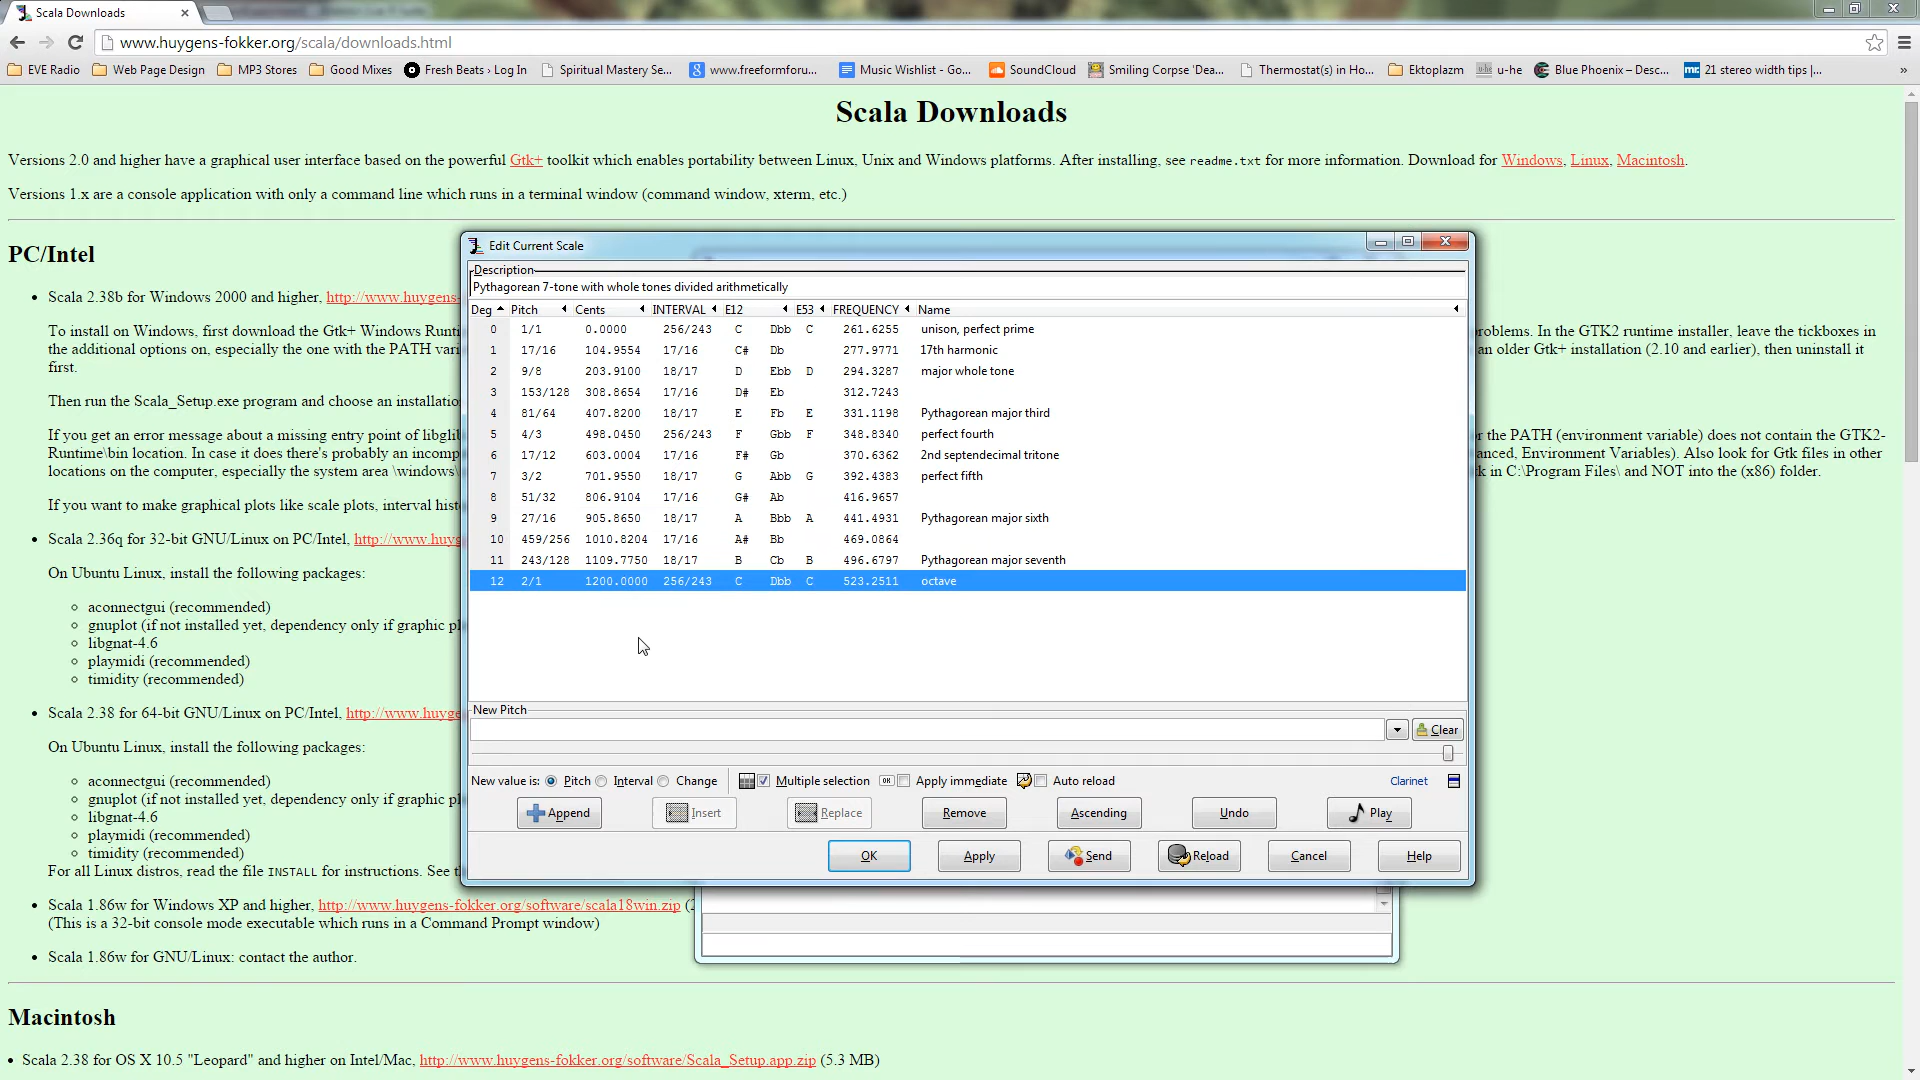 Scala Downloads
www.huygens-fokker.org/scala/downloads.html
EVE Radio Web Page Design MP3 Stores Good Mixes Fresh Beats › Log In Spiritual Mastery Se... www.freeformforu... Music Wishlist - Go... SoundCloud Smiling Corpse 'Dea... Thermostat(s) in Ho... Ektoplazm u-he Blue Phoenix – Desc... 21 stereo width tips |... »
Scala Downloads
Versions 2.0 and higher have a graphical user interface based on the powerful Gtk+ toolkit which enables portability between Linux, Unix and Windows platforms. After installing, see readme.txt for more information. Download for Windows, Linux, Macintosh.
Versions 1.x are a console application with only a command line which runs in a terminal window (command window, xterm, etc.)
PC/Intel
Scala 2.38b for Windows 2000 and higher, http://www.huygens-
To install on Windows, first download the Gtk+ Windows Runti
roblems. In the GTK2 runtime installer, leave the tickboxes in
the additional options on, especially the one with the PATH vari
an older Gtk+ installation (2.10 and earlier), then uninstall it
first.
Then run the Scala_Setup.exe program and choose an installatio
If you get an error message about a missing entry point of libgli
r the PATH (environment variable) does not contain the GTK2-
Runtime\bin location. In case it does there's probably an incomp
anced, Environment Variables). Also look for Gtk files in other
locations on the computer, especially the system area \windows\
k in C:\Program Files\ and NOT into the (x86) folder.
If you want to make graphical plots like scale plots, interval histo
Scala 2.36q for 32-bit GNU/Linux on PC/Intel, http://www.huyg
On Ubuntu Linux, install the following packages:
aconnectgui (recommended)
gnuplot (if not installed yet, dependency only if graphic pl
libgnat-4.6
playmidi (recommended)
timidity (recommended)
Scala 2.38 for 64-bit GNU/Linux on PC/Intel, http://www.huyge
On Ubuntu Linux, install the following packages:
aconnectgui (recommended)
gnuplot (if not installed yet, dependency only if graphic pl
libgnat-4.6
playmidi (recommended)
timidity (recommended)
For all Linux distros, read the file INSTALL for instructions. See th
Scala 1.86w for Windows XP and higher, http://www.huygens-fokker.org/software/scala18win.zip (2
(This is a 32-bit console mode executable which runs in a Command Prompt window)
Scala 1.86w for GNU/Linux: contact the author.
Macintosh
Scala 2.38 for OS X 10.5 "Leopard" and higher on Intel/Mac, http://www.huygens-fokker.org/software/Scala_Setup.app.zip (5.3 MB)
Edit Current Scale
Description
Pythagorean 7-tone with whole tones divided arithmetically
Deg Pitch Cents INTERVAL E12 E53 FREQUENCY Name
0 1/1 0.0000 256/243 C Dbb C 261.6255 unison, perfect prime
1 17/16 104.9554 17/16 C# Db 277.9771 17th harmonic
2 9/8 203.9100 18/17 D Ebb D 294.3287 major whole tone
3 153/128 308.8654 17/16 D# Eb 312.7243
4 81/64 407.8200 18/17 E Fb E 331.1198 Pythagorean major third
5 4/3 498.0450 256/243 F Gbb F 348.8340 perfect fourth
6 17/12 603.0004 17/16 F# Gb 370.6362 2nd septendecimal tritone
7 3/2 701.9550 18/17 G Abb G 392.4383 perfect fifth
8 51/32 806.9104 17/16 G# Ab 416.9657
9 27/16 905.8650 18/17 A Bbb A 441.4931 Pythagorean major sixth
10 459/256 1010.8204 17/16 A# Bb 469.0864
11 243/128 1109.7750 18/17 B Cb B 496.6797 Pythagorean major seventh
12 2/1 1200.0000 256/243 C Dbb C 523.2511 octave
New Pitch
Clear
New value is: Pitch Interval Change Multiple selection OK Apply immediate Auto reload Clarinet
Append Insert Replace Remove Ascending Undo Play
OK Apply Send Reload Cancel Help